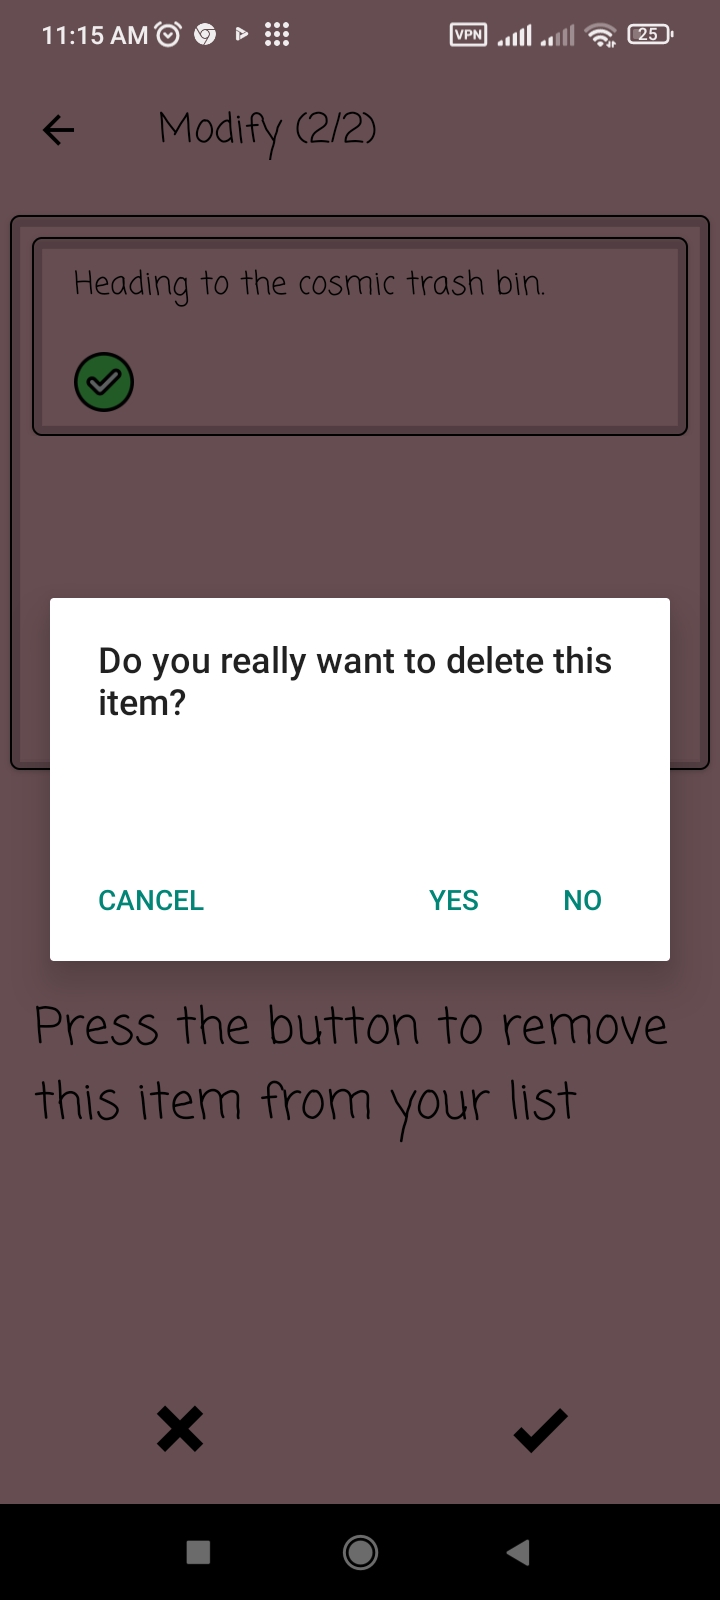 11:15 AM
VPN
25
Modify (2/2)
Heading to the cosmic trash bin.
Do you really want to delete this
item?
CANCEL YES NO
Press the button to remove
this item from your list